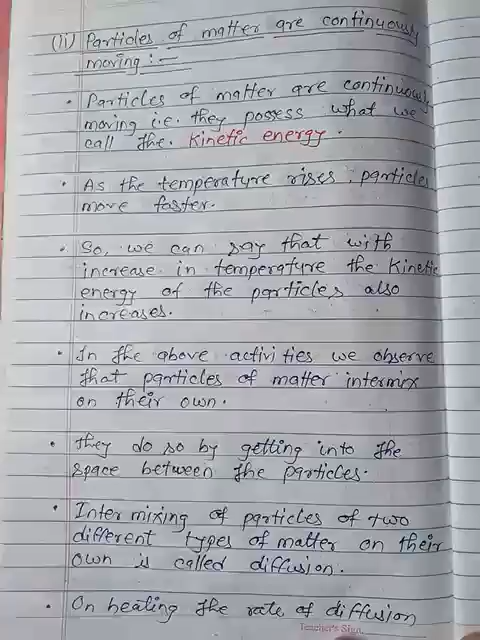 (ii) Particles of matter are continuously
moving :-
• Particles of matter are continuously
moving i.e. they possess what we
call the. Kinetic energy.
• As the temperature rises, particles
move faster.
• So, we can say that with
increase in temperature the Kinetic
energy of the particles also
increases.
• In the above activities we observe
that particles of matter intermix
on their own.
• they do so by getting into the
space between the particles.
• Inter mixing of particles of two
different types of matter on their
own is called diffusion.
• On heating the rate of diffusion
Teacher's Sign.